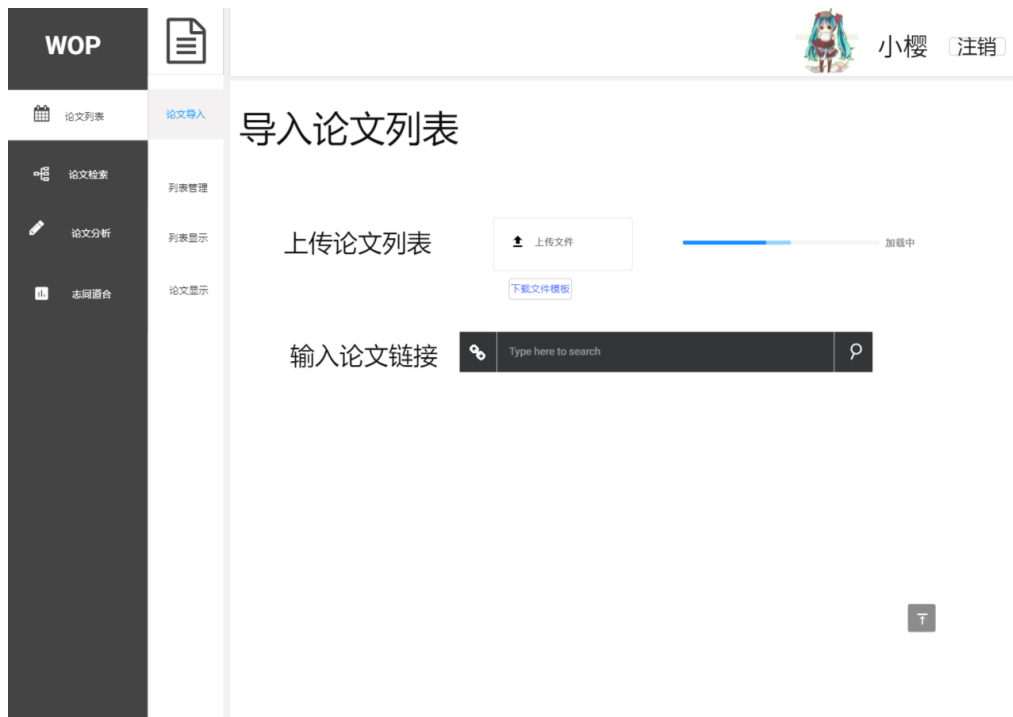 WOP
小樱
注销
论文列表
论文检索
论文分析
志同道合
论文导入
列表管理
列表显示
论文显示
导入论文列表
上传论文列表
上传文件
加载中
下载文件模板
输入论文链接
Type here to search